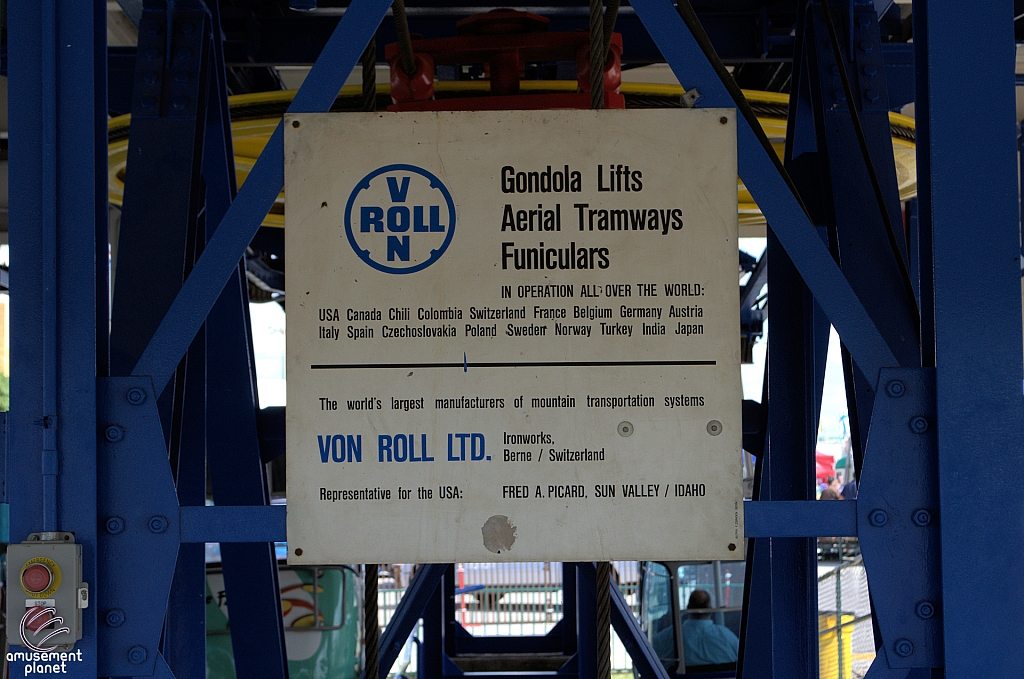 VON
ROLL
Gondola Lifts
Aerial Tramways
Funiculars
IN OPERATION ALL OVER THE WORLD:
USA Canada Chili Colombia Switzerland France Belgium Germany Austria
Italy Spain Czechoslovakia Poland Sweden Norway Turkey India Japan
The world's largest manufacturers of mountain transportation systems
VON ROLL LTD. Ironworks,
Berne / Switzerland
Representative for the USA: FRED A. PICARD, SUN VALLEY / IDAHO
STOP
amusement
planet